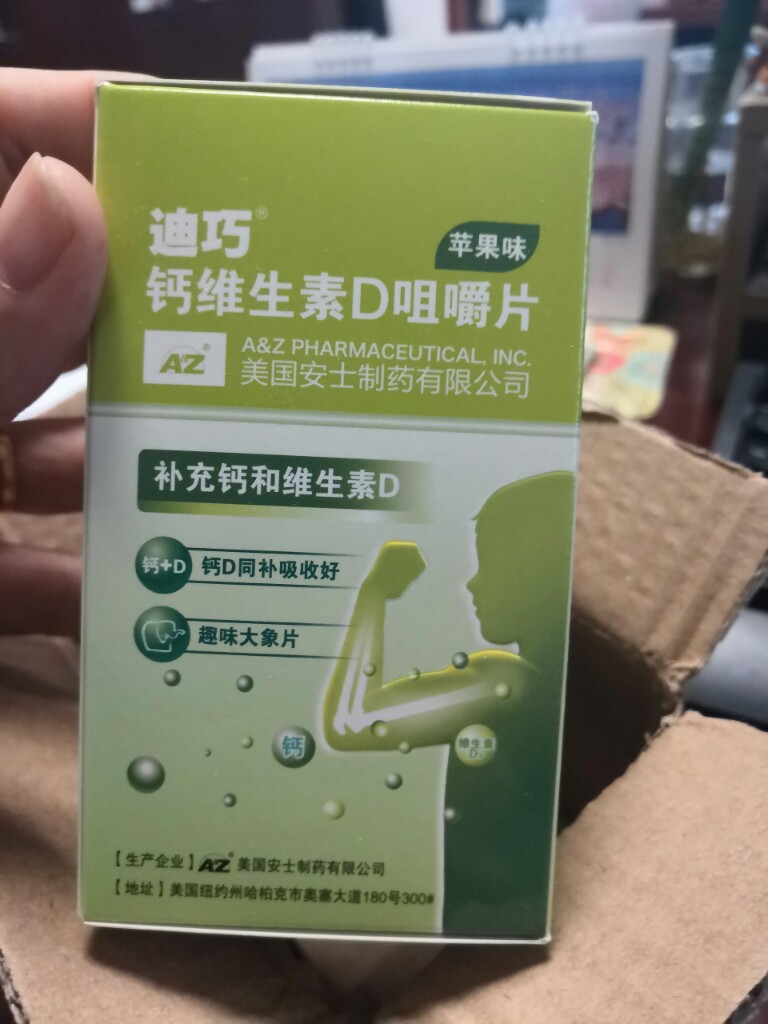 迪巧®
苹果味
钙维生素D咀嚼片
A&Z® A&Z PHARMACEUTICAL, INC.
美国安士制药有限公司
补充钙和维生素D
钙+D 钙D同补吸收好
趣味大象片
钙
维生素
【生产企业】A&Z® 美国安士制药有限公司
【地址】美国纽约州哈柏克市奥塞大道180号300#